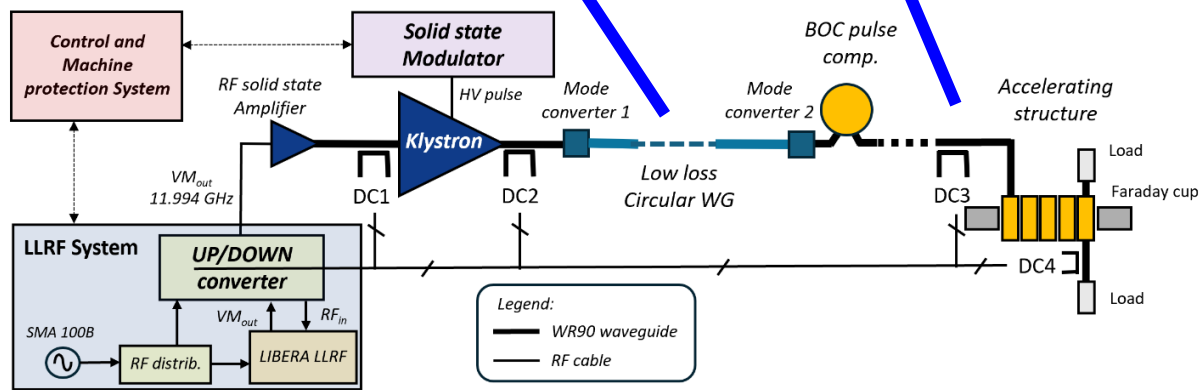 Control and
Machine
protection System
Solid state
Modulator
BOC pulse
comp.
RF solid state
Amplifier
HV pulse
Mode
converter 1
Mode
converter 2
Accelerating
structure
Klystron
Load
VMout
11.994 GHz
DC1
DC2
Low loss
Circular WG
DC3
Faraday cup
LLRF System
UP/DOWN
converter
DC4
Load
Legend:
WR90 waveguide
RF cable
VMout
RFin
SMA 100B
RF distrib.
LIBERA LLRF